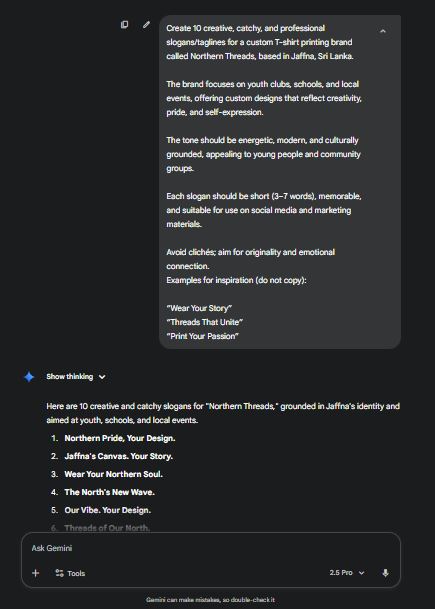 Create 10 creative, catchy, and professional
slogans/taglines for a custom T-shirt printing brand
called Northern Threads, based in Jaffna, Sri Lanka.
The brand focuses on youth clubs, schools, and local
events, offering custom designs that reflect creativity,
pride, and self-expression.
The tone should be energetic, modern, and culturally
grounded, appealing to young people and community
groups.
Each slogan should be short (3–7 words), memorable,
and suitable for use on social media and marketing
materials.
Avoid clichés; aim for originality and emotional
connection.
Examples for inspiration (do not copy):
“Wear Your Story”
“Threads That Unite”
“Print Your Passion”
Show thinking
Here are 10 creative and catchy slogans for "Northern Threads," grounded in Jaffna's identity and
aimed at youth, schools, and local events.
1. Northern Pride, Your Design.
2. Jaffna's Canvas. Your Story.
3. Wear Your Northern Soul.
4. The North's New Wave.
5. Our Vibe. Your Design.
6. Threads of Our North.
Ask Gemini
Tools
2.5 Pro
Gemini can make mistakes, so double-check it